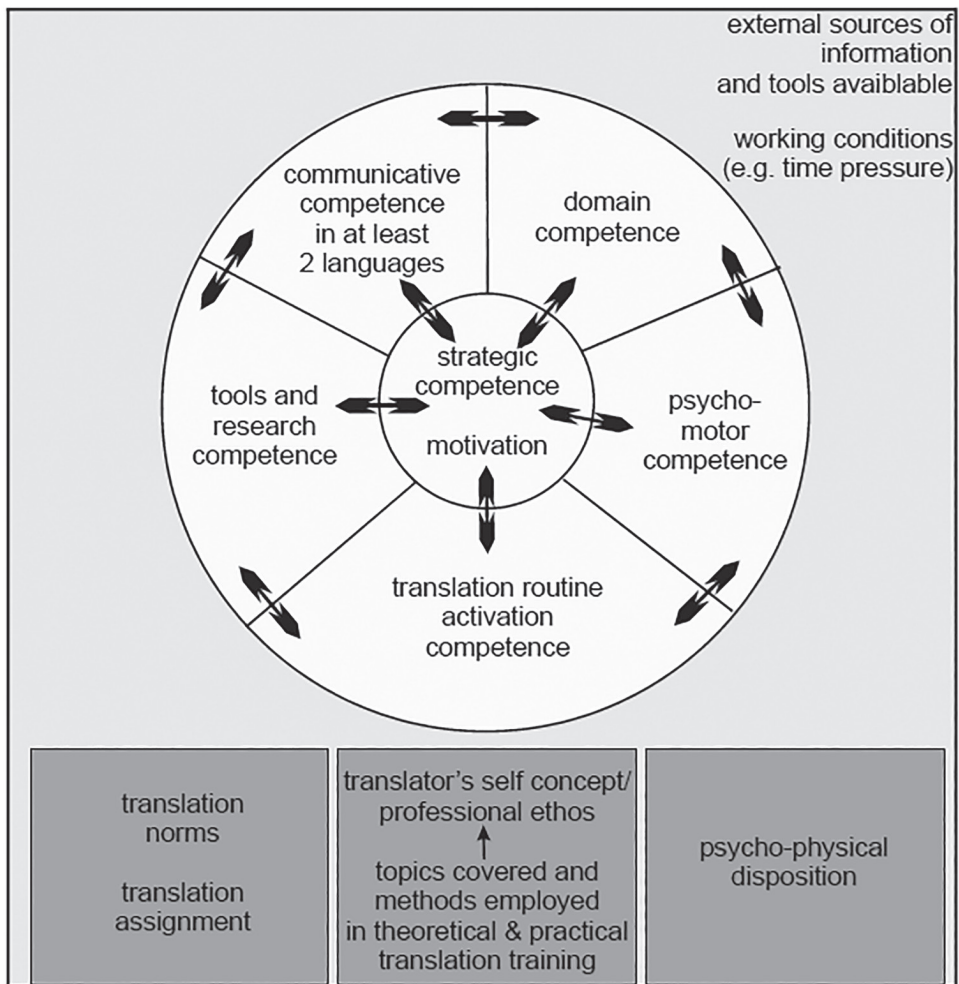 external sources of
information
and tools avaiblable
working conditions
(e.g. time pressure)
communicative
competence
in at least
2 languages
domain
competence
strategic
competence
motivation
tools and
research
competence
psycho-
motor
competence
translation routine
activation
competence
translation
norms
translation
assignment
translator's self concept/
professional ethos
topics covered and
methods employed
in theoretical & practical
translation training
psycho-physical
disposition